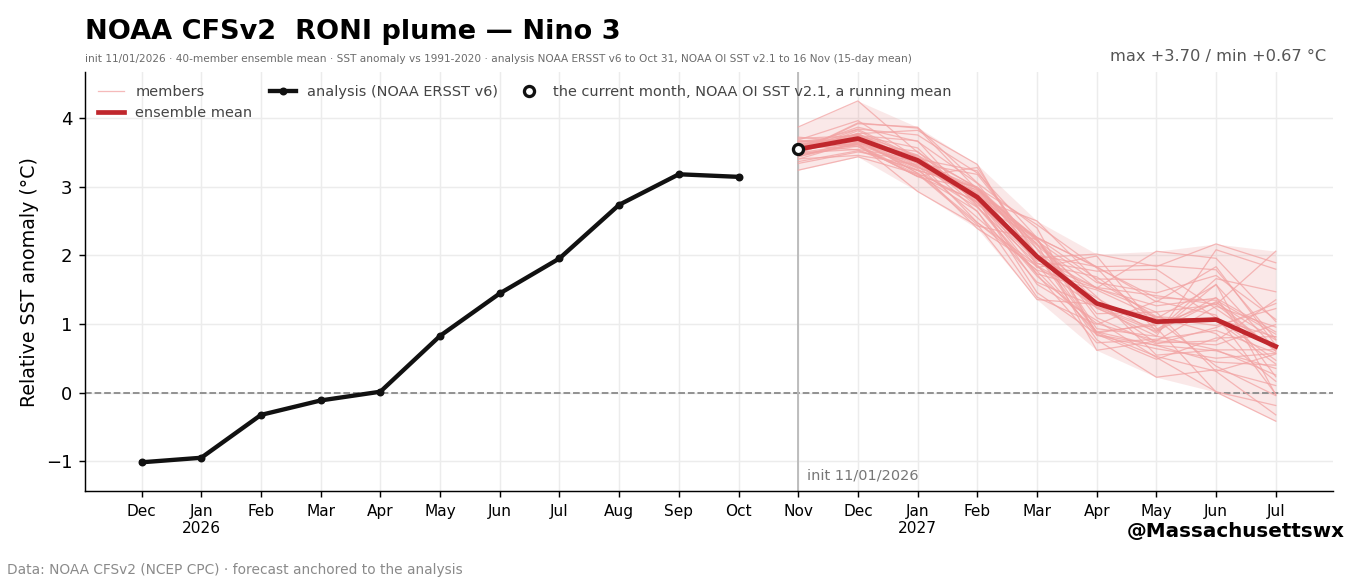 NOAA CFSv2  RONI plume — Nino 3
init 11/01/2026 · 40-member ensemble mean · SST anomaly vs 1991-2020 · analysis NOAA ERSST v6 to Oct 31, NOAA OI SST v2.1 to 16 Nov (15-day mean)
max +3.70 / min +0.67 °C
members
analysis (NOAA ERSST v6)
the current month, NOAA OI SST v2.1, a running mean
ensemble mean
Relative SST anomaly (°C)
4
3
2
1
0
−1
init 11/01/2026
Dec Jan Feb Mar Apr May Jun Jul Aug Sep Oct Nov Dec Jan Feb Mar Apr May Jun Jul
2026 2027
@Massachusettswx
Data: NOAA CFSv2 (NCEP CPC) · forecast anchored to the analysis